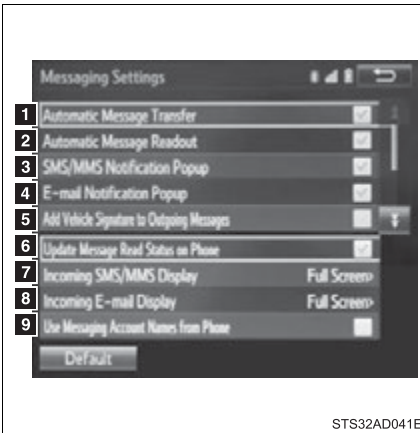 Messaging Settings
1 Automatic Message Transfer
2 Automatic Message Readout
3 SMS/MMS Notification Popup
4 E-mail Notification Popup
5 Add Vehicle Signature to Outgoing Messages
6 Update Message Read Status on Phone
7 Incoming SMS/MMS Display Full Screen>
8 Incoming E-mail Display Full Screen>
9 Use Messaging Account Names from Phone
Default
STS32AD041E